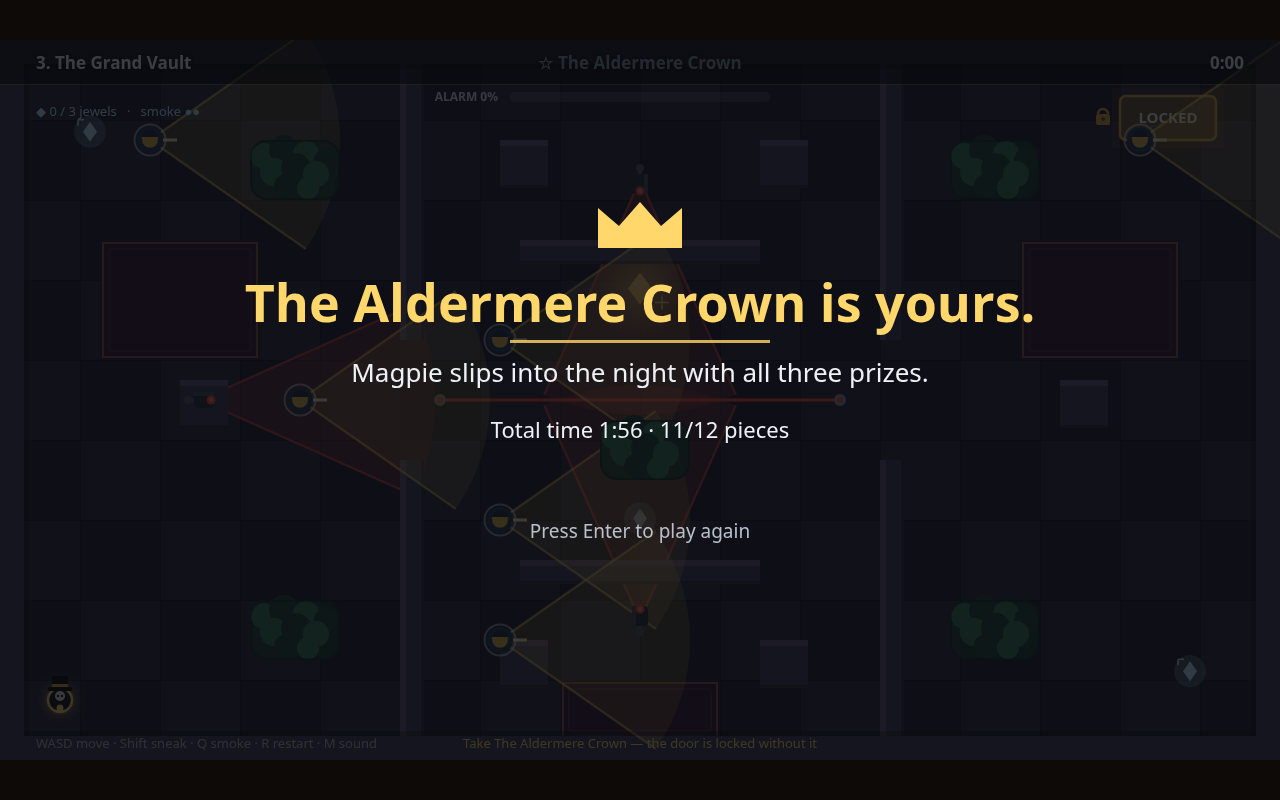 3. The Grand Vault
☆ The Aldermere Crown
0:00
◆ 0 / 3 jewels · smoke ●●
ALARM 0%
LOCKED
The Aldermere Crown is yours.
Magpie slips into the night with all three prizes.
Total time 1:56 · 11/12 pieces
Press Enter to play again
WASD move · Shift sneak · Q smoke · R restart · M sound
Take The Aldermere Crown — the door is locked without it